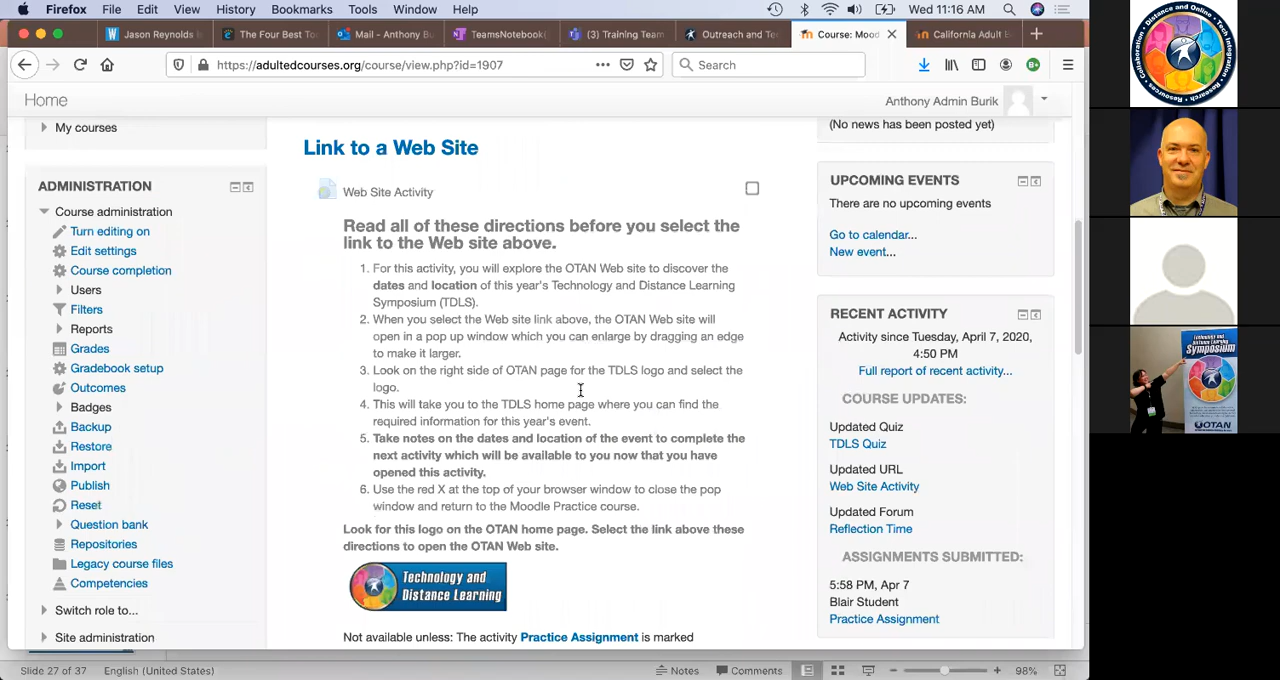 Firefox File Edit View History Bookmarks Tools Window Help
Wed 11:16 AM
Jason Reynolds
The Four Best To
Mail - Anthony Bu
TeamsNotebook(
(3) Training Team
Outreach and Te
Course: Mood
California Adult
https://adultedcourses.org/course/view.php?id=1907
Search
Home
Anthony Admin Burik
My courses
ADMINISTRATION
Course administration
Turn editing on
Edit settings
Course completion
Users
Filters
Reports
Grades
Gradebook setup
Outcomes
Badges
Backup
Restore
Import
Publish
Reset
Question bank
Repositories
Legacy course files
Competencies
Switch role to...
Site administration
Link to a Web Site
Web Site Activity
Read all of these directions before you select the
link to the Web site above.
1. For this activity, you will explore the OTAN Web site to discover the
dates and location of this year's Technology and Distance Learning
Symposium (TDLS).
2. When you select the Web site link above, the OTAN Web site will
open in a pop up window which you can enlarge by dragging an edge
to make it larger.
3. Look on the right side of OTAN page for the TDLS logo and select the
logo.
4. This will take you to the TDLS home page where you can find the
required information for this year's event.
5. Take notes on the dates and location of the event to complete the
next activity which will be available to you now that you have
opened this activity.
6. Use the red X at the top of your browser window to close the pop
window and return to the Moodle Practice course.
Look for this logo on the OTAN home page. Select the link above these
directions to open the OTAN Web site.
Technology and
Distance Learning
Not available unless: The activity Practice Assignment is marked
(No news has been posted yet)
UPCOMING EVENTS
There are no upcoming events
Go to calendar...
New event...
RECENT ACTIVITY
Activity since Tuesday, April 7, 2020,
4:50 PM
Full report of recent activity...
COURSE UPDATES:
Updated Quiz
TDLS Quiz
Updated URL
Web Site Activity
Updated Forum
Reflection Time
ASSIGNMENTS SUBMITTED:
5:58 PM, Apr 7
Blair Student
Practice Assignment
Slide 27 of 37
English (United States)
Notes
Comments
98%
Distance and Online
Tech Integration
Research
Resources
Collaboration
Technology and
Distance Learning
Symposium
OTAN